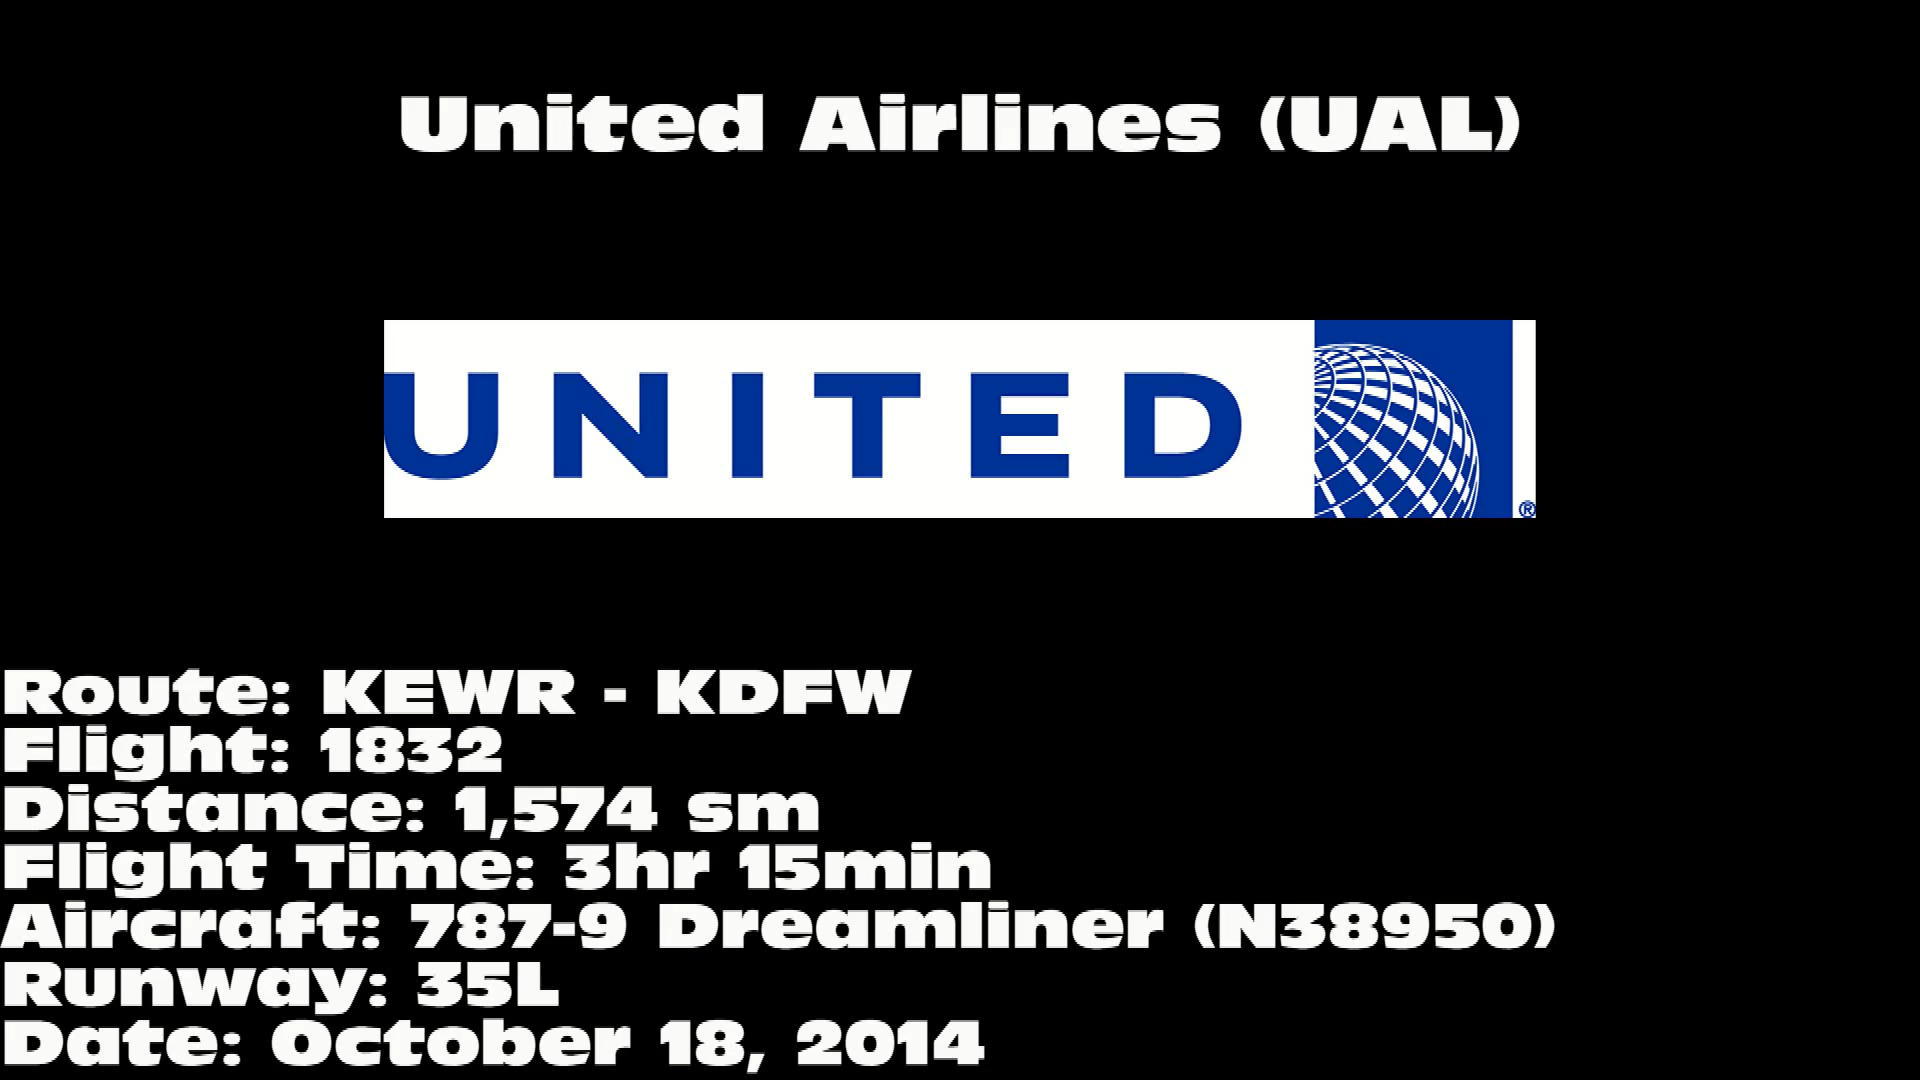 United Airlines (UAL)
UNITED
®
Route: KEWR - KDFW
Flight: 1832
Distance: 1,574 sm
Flight Time: 3hr 15min
Aircraft: 787-9 Dreamliner (N38950)
Runway: 35L
Date: October 18, 2014